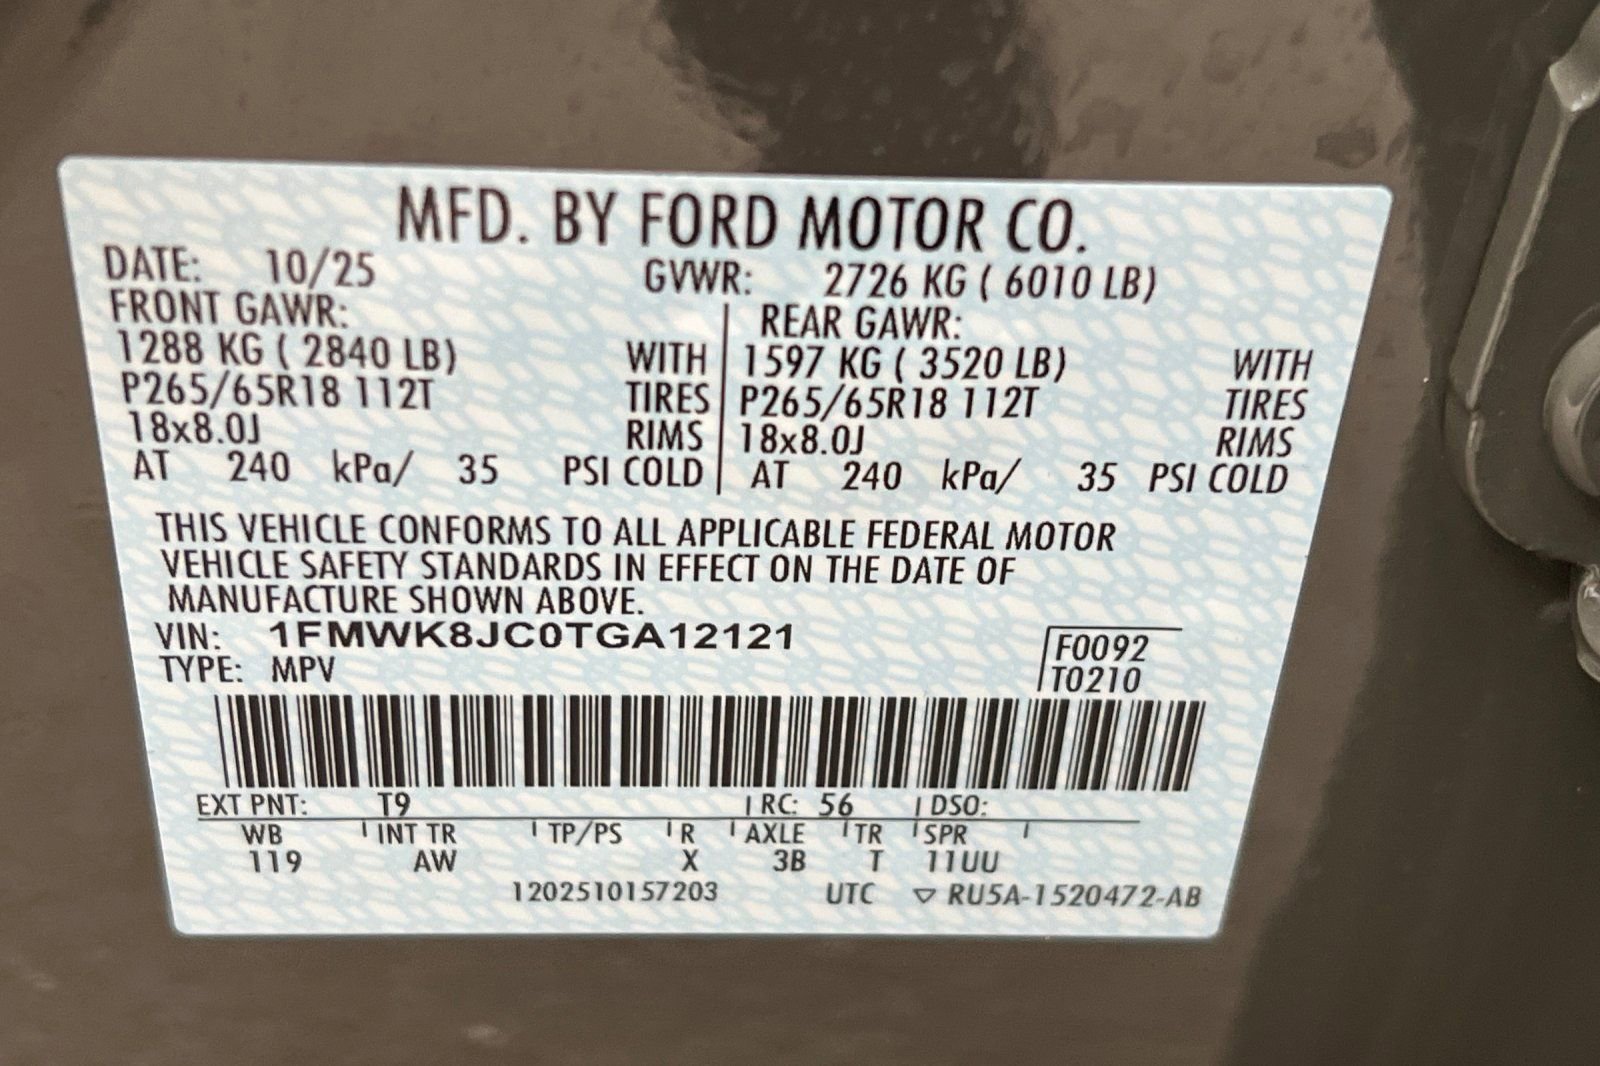 MFD. BY FORD MOTOR CO.
DATE: 10/25 GVWR: 2726 KG ( 6010 LB)
FRONT GAWR: REAR GAWR:
1288 KG ( 2840 LB) WITH 1597 KG ( 3520 LB) WITH
P265/65R18 112T TIRES P265/65R18 112T TIRES
18x8.0J RIMS 18x8.0J RIMS
AT 240 kPa/ 35 PSI COLD AT 240 kPa/ 35 PSI COLD
THIS VEHICLE CONFORMS TO ALL APPLICABLE FEDERAL MOTOR
VEHICLE SAFETY STANDARDS IN EFFECT ON THE DATE OF
MANUFACTURE SHOWN ABOVE.
VIN: 1FMWK8JC0TGA12121 F0092
TYPE: MPV T0210
EXT PNT: T9 RC: 56 DSO:
WB INT TR TP/PS R AXLE TR SPR
119 AW X 3B T 11UU
1202510157203 UTC ▽ RU5A-1520472-AB